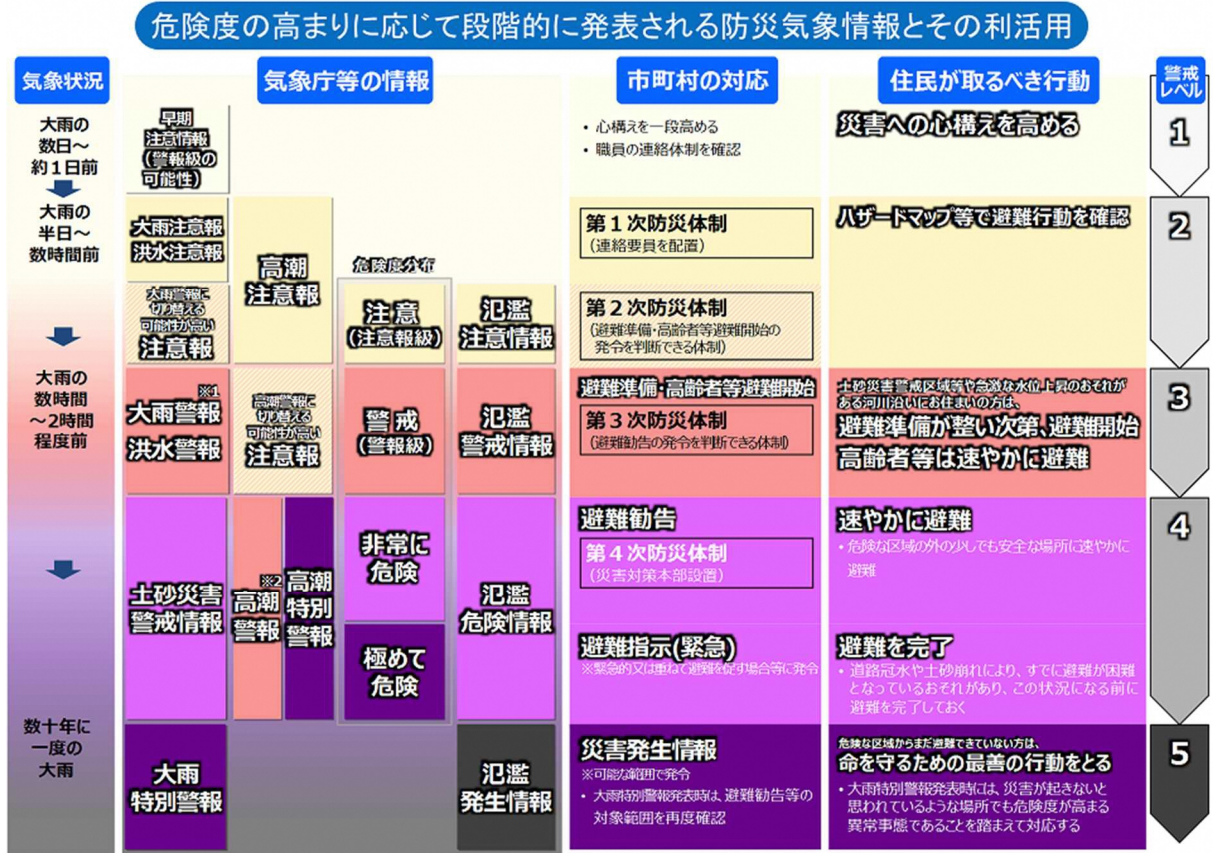 危険度の高まりに応じて段階的に発表される防災気象情報とその利活用
気象状況
気象庁等の情報
市町村の対応
住民が取るべき行動
警戒
レベル
大雨の
数日～
約1日前
早期
注意情報
(警報級の
可能性)
・ 心構えを一段高める
・ 職員の連絡体制を確認
災害への心構えを高める
1
大雨の
半日～
数時間前
大雨注意報
洪水注意報
大雨警報に
切り替える
可能性が高い
注意報
高潮
注意報
危険度分布
注意
(注意報級)
氾濫
注意情報
第1次防災体制
(連絡要員を配置)
第2次防災体制
(避難準備・高齢者等避難開始の
発令を判断できる体制)
ハザードマップ等で避難行動を確認
2
大雨の
数時間
～2時間
程度前
※1
大雨警報
洪水警報
高潮警報に
切り替える
可能性が高い
注意報
警戒
(警報級)
氾濫
警戒情報
避難準備・高齢者等避難開始
第3次防災体制
(避難勧告の発令を判断できる体制)
土砂災害警戒区域等や急激な水位上昇のおそれが
ある河川沿いにお住まいの方は、
避難準備が整い次第、避難開始
高齢者等は速やかに避難
3
土砂災害
警戒情報
※2
高潮
警報
高潮
特別
警報
非常に
危険
極めて
危険
氾濫
危険情報
避難勧告
第4次防災体制
(災害対策本部設置)
避難指示(緊急)
※緊急的又は重ねて避難を促す場合等に発令
速やかに避難
・ 危険な区域の外の少しでも安全な場所に速やかに
避難
避難を完了
・ 道路冠水や土砂崩れにより、すでに避難が困難
となっているおそれがあり、この状況になる前に
避難を完了しておく
4
数十年に
一度の
大雨
大雨
特別警報
氾濫
発生情報
災害発生情報
※可能な範囲で発令
・ 大雨特別警報発表時は、避難勧告等の
対象範囲を再度確認
危険な区域からまだ避難できていない方は、
命を守るための最善の行動をとる
・ 大雨特別警報発表時には、災害が起きないと
思われているような場所でも危険度が高まる
異常事態であることを踏まえて対応する
5